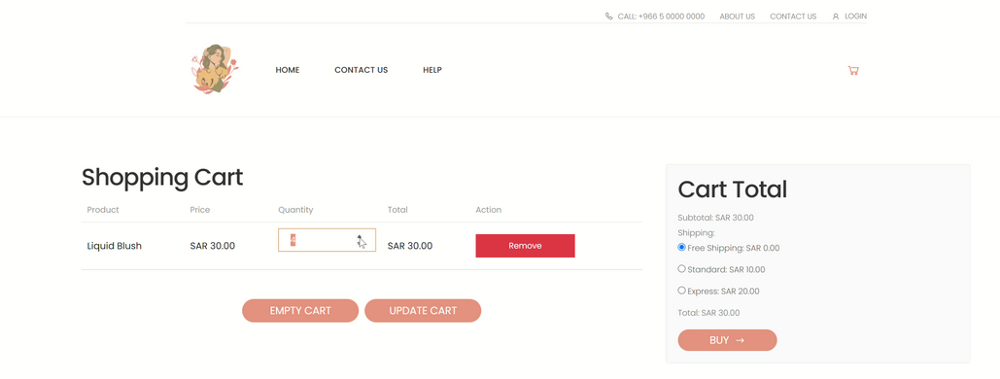 CALL: +966 5 0000 0000 ABOUT US CONTACT US LOGIN
HOME CONTACT US HELP
Shopping Cart
Product Price Quantity Total Action
Liquid Blush SAR 30.00 SAR 30.00 Remove
EMPTY CART UPDATE CART
Cart Total
Subtotal: SAR 30.00
Shipping:
Free Shipping: SAR 0.00
Standard: SAR 10.00
Express: SAR 20.00
Total: SAR 30.00
BUY →